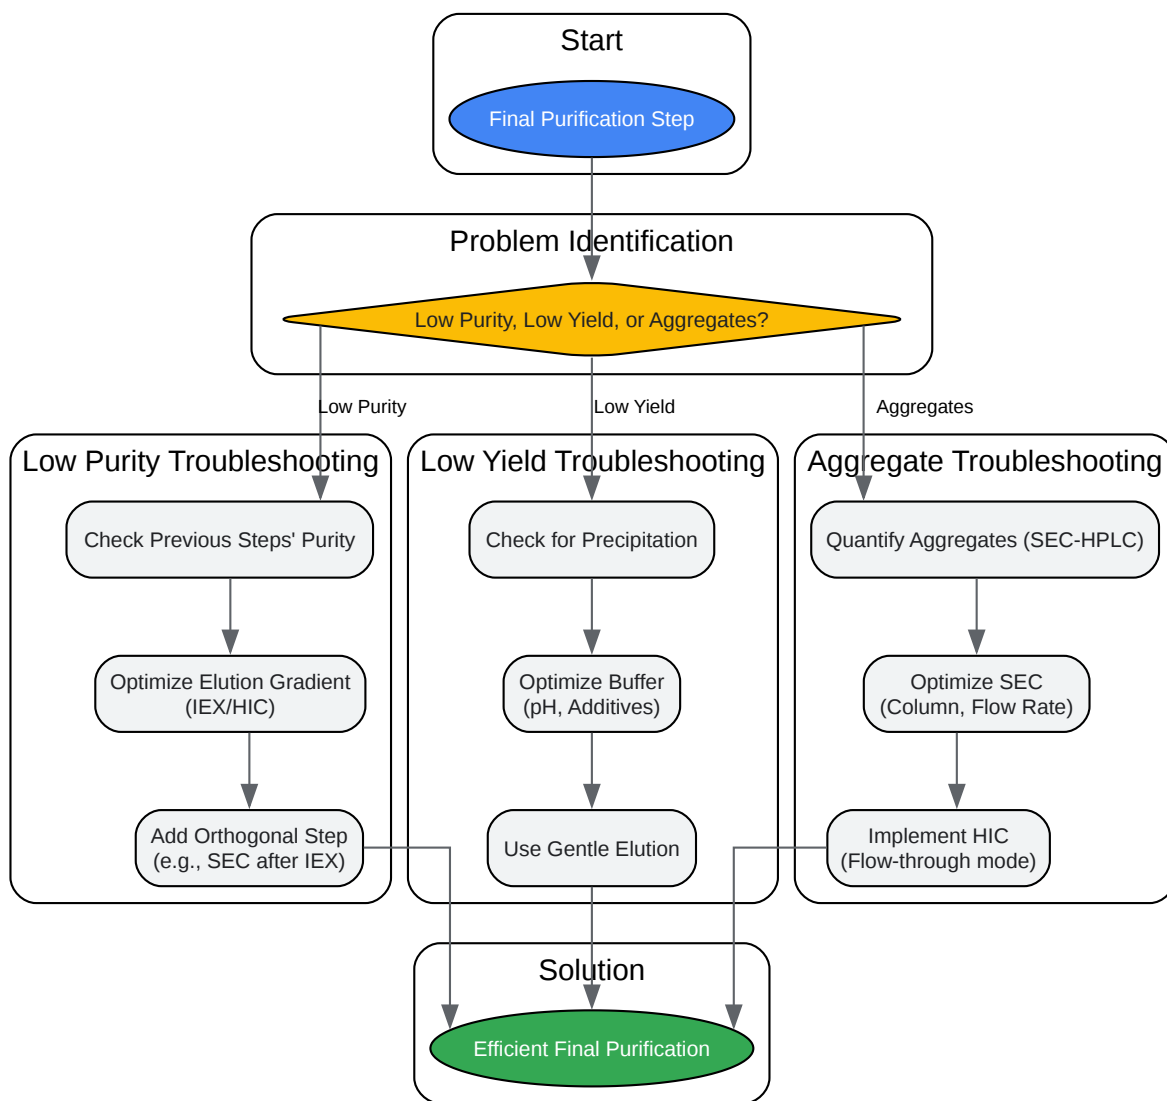 Start
Final Purification Step
Problem Identification
Low Purity, Low Yield, or Aggregates?
Low Purity
Low Yield
Aggregates
Low Purity Troubleshooting
Check Previous Steps' Purity
Optimize Elution Gradient
(IEX/HIC)
Add Orthogonal Step
(e.g., SEC after IEX)
Low Yield Troubleshooting
Check for Precipitation
Optimize Buffer
(pH, Additives)
Use Gentle Elution
Aggregate Troubleshooting
Quantify Aggregates (SEC-HPLC)
Optimize SEC
(Column, Flow Rate)
Implement HIC
(Flow-through mode)
Solution
Efficient Final Purification